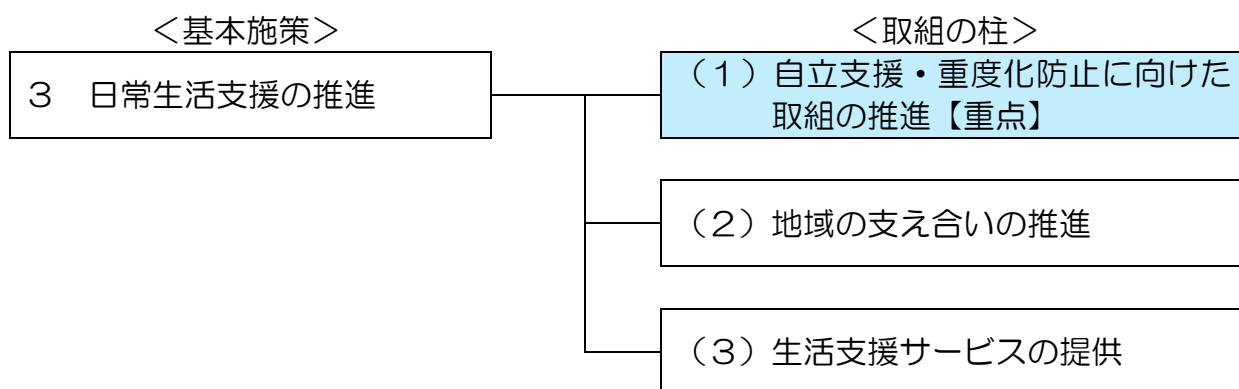 ＜基本施策＞
＜取組の柱＞
３　日常生活支援の推進
（１）自立支援・重度化防止に向けた
取組の推進【重点】
（２）地域の支え合いの推進
（３）生活支援サービスの提供